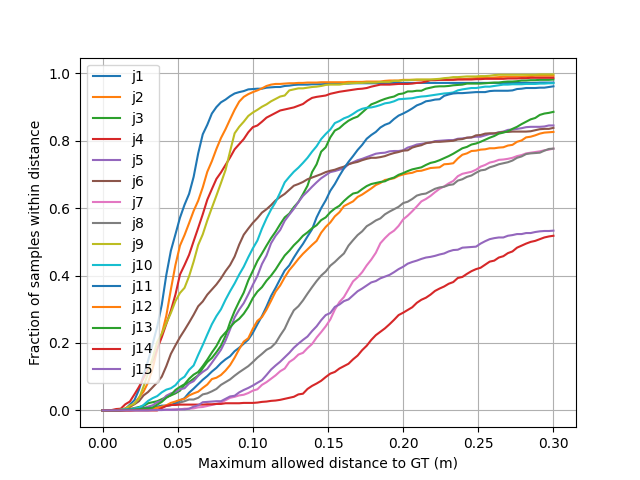 1.0
0.8
0.6
0.4
0.2
0.0
Fraction of samples within distance
j1
j2
j3
j4
j5
j6
j7
j8
j9
j10
j11
j12
j13
j14
j15
0.00 0.05 0.10 0.15 0.20 0.25 0.30
Maximum allowed distance to GT (m)